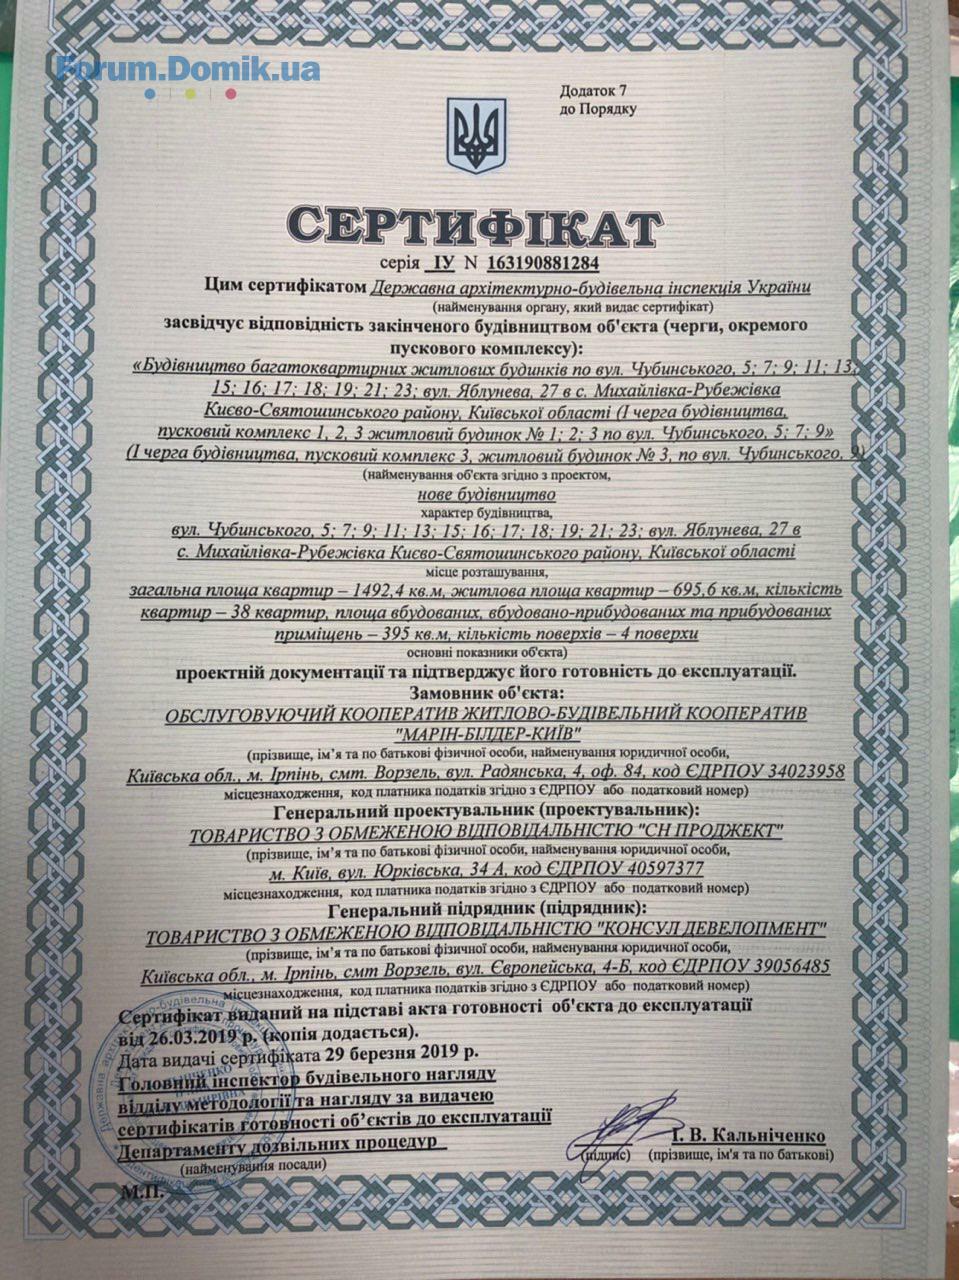 Forum.Domik.ua
Додаток 7
до Порядку
СЕРТИФІКАТ
серія ІУ N 163190881284
Цим сертифікатом Державна архітектурно-будівельна інспекція України
(найменування органу, який видає сертифікат)
засвідчує відповідність закінченого будівництвом об'єкта (черги, окремого
пускового комплексу):
«Будівництво багатоквартирних житлових будинків по вул. Чубинського, 5; 7; 9; 11; 13;
15; 16; 17; 18; 19; 21; 23; вул. Яблунева, 27 в с. Михайлівка-Рубежівка
Києво-Святошинського району, Київської області (І черга будівництва,
пусковий комплекс 1, 2, 3 житловий будинок № 1; 2; 3 по вул. Чубинського, 5; 7; 9»
(І черга будівництва, пусковий комплекс 3, житловий будинок № 3, по вул. Чубинського, 9)
(найменування об'єкта згідно з проектом,
нове будівництво
характер будівництва,
вул. Чубинського, 5; 7; 9; 11; 13; 15; 16; 17; 18; 19; 21; 23; вул. Яблунева, 27 в
с. Михайлівка-Рубежівка Києво-Святошинського району, Київської області
місце розташування,
загальна площа квартир – 1492,4 кв.м, житлова площа квартир – 695,6 кв.м, кількість
квартир – 38 квартир, площа вбудованих, вбудовано-прибудованих та прибудованих
приміщень – 395 кв.м, кількість поверхів – 4 поверхи
основні показники об'єкта)
проектній документації та підтверджує його готовність до експлуатації.
Замовник об'єкта:
ОБСЛУГОВУЮЧИЙ КООПЕРАТИВ ЖИТЛОВО-БУДІВЕЛЬНИЙ КООПЕРАТИВ
"МАРІН-БІЛДЕР-КИЇВ"
(прізвище, ім'я та по батькові фізичної особи, найменування юридичної особи,
Київська обл., м. Ірпінь, смт. Ворзель, вул. Радянська, 4, оф. 84, код ЄДРПОУ 34023958
місцезнаходження, код платника податків згідно з ЄДРПОУ або податковий номер)
Генеральний проектувальник (проектувальник):
ТОВАРИСТВО З ОБМЕЖЕНОЮ ВІДПОВІДАЛЬНІСТЮ "СН ПРОДЖЕКТ"
(прізвище, ім'я та по батькові фізичної особи, найменування юридичної особи,
м. Київ, вул. Юрківська, 34 А, код ЄДРПОУ 40597377
місцезнаходження, код платника податків згідно з ЄДРПОУ або податковий номер)
Генеральний підрядник (підрядник):
ТОВАРИСТВО З ОБМЕЖЕНОЮ ВІДПОВІДАЛЬНІСТЮ "КОНСУЛ ДЕВЕЛОПМЕНТ"
(прізвище, ім'я та по батькові фізичної особи, найменування юридичної особи,
Київська обл., м. Ірпінь, смт Ворзель, вул. Європейська, 4-Б, код ЄДРПОУ 39056485
місцезнаходження, код платника податків згідно з ЄДРПОУ або податковий номер)
Сертифікат виданий на підставі акта готовності об'єкта до експлуатації
від 26.03.2019 р. (копія додається).
Дата видачі сертифіката 29 березня 2019 р.
Головний інспектор будівельного нагляду
відділу методології та нагляду за видачею
сертифікатів готовності об'єктів до експлуатації
Департаменту дозвільних процедур
І. В. Кальніченко
(найменування посади)
(підпис) (прізвище, ім'я та по батькові)
М.П.